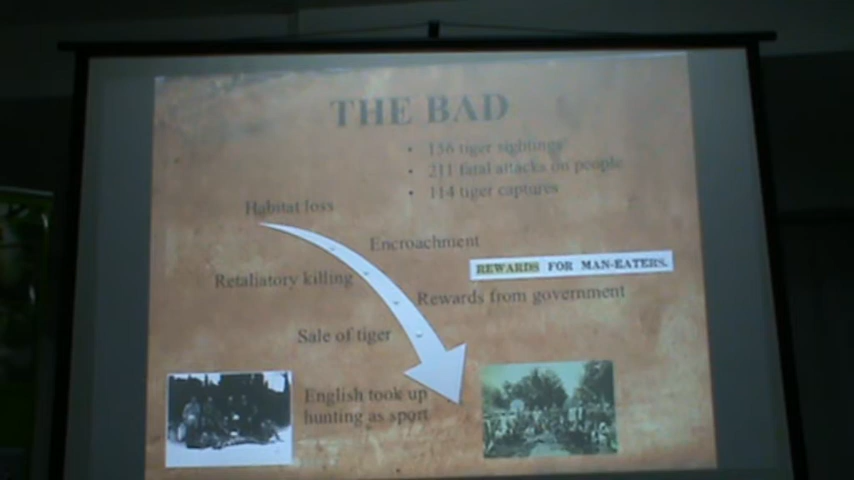 THE BAD
• 156 tiger sightings
• 211 fatal attacks on people
• 114 tiger captures
Habitat loss
Encroachment
REWARDS FOR MAN-EATERS.
Retaliatory killing
Rewards from government
Sale of tiger
English took up
hunting as sport